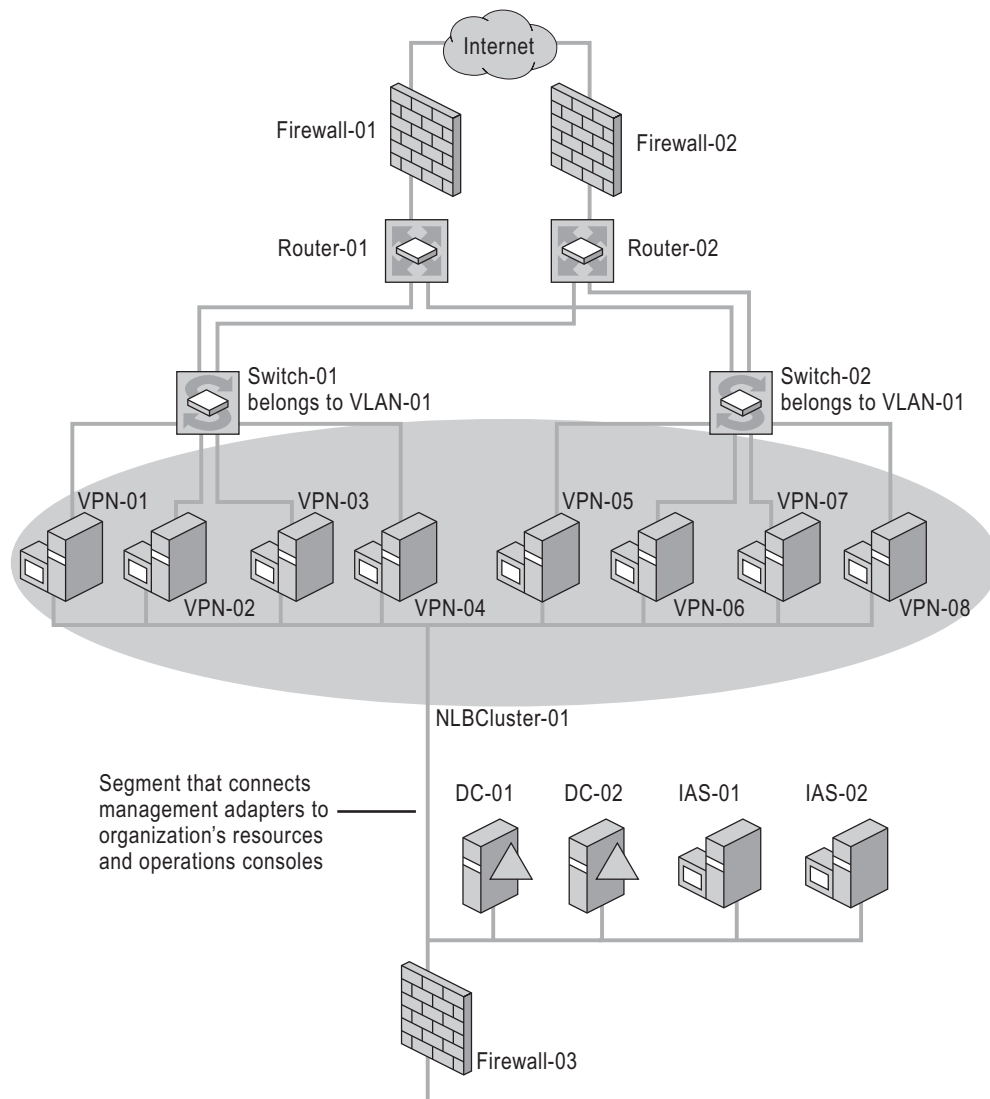 Internet
Firewall-01
Firewall-02
Router-01
Router-02
Switch-01
belongs to VLAN-01
Switch-02
belongs to VLAN-01
VPN-01
VPN-03
VPN-05
VPN-07
VPN-02
VPN-04
VPN-06
VPN-08
NLBCluster-01
Segment that connects
management adapters to
organization's resources
and operations consoles
DC-01
DC-02
IAS-01
IAS-02
Firewall-03